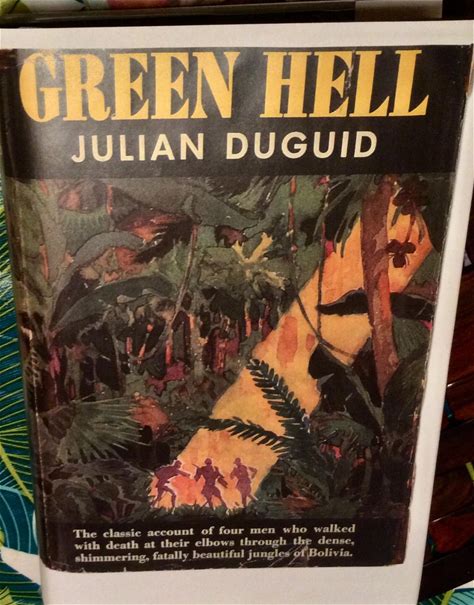 GREEN HELL
JULIAN DUGUID
The classic account of four men who walked
with death at their elbows through the dense,
shimmering, fatally beautiful jungles of Bolivia.